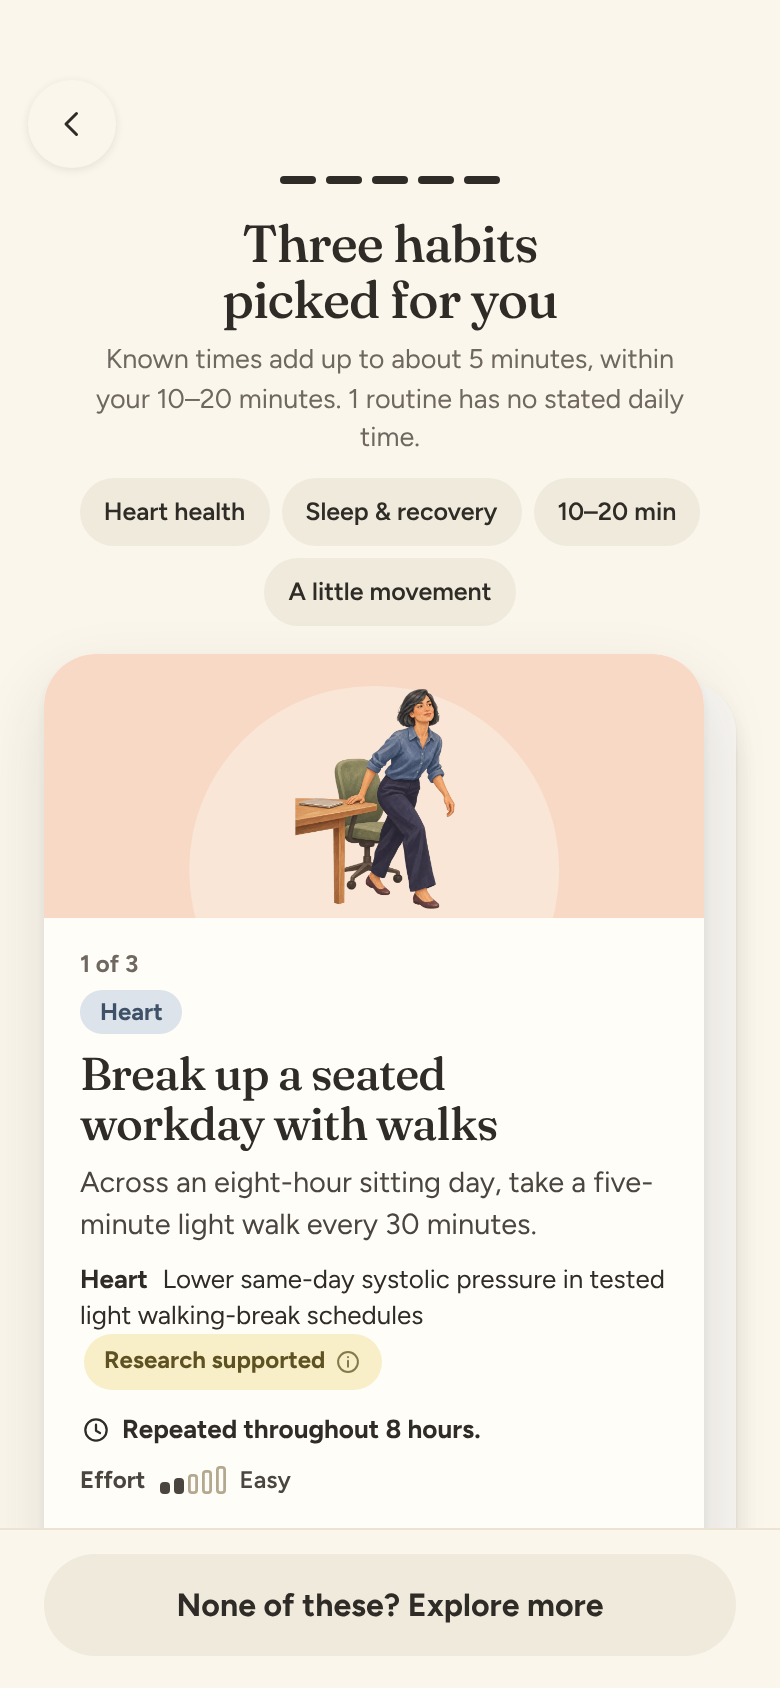 Three habits
picked for you
Known times add up to about 5 minutes, within
your 10–20 minutes. 1 routine has no stated daily
time.
Heart health
Sleep & recovery
10–20 min
A little movement
1 of 3
Heart
Break up a seated
workday with walks
Across an eight-hour sitting day, take a five-
minute light walk every 30 minutes.
Heart Lower same-day systolic pressure in tested
light walking-break schedules
Research supported
Repeated throughout 8 hours.
Effort Easy
None of these? Explore more